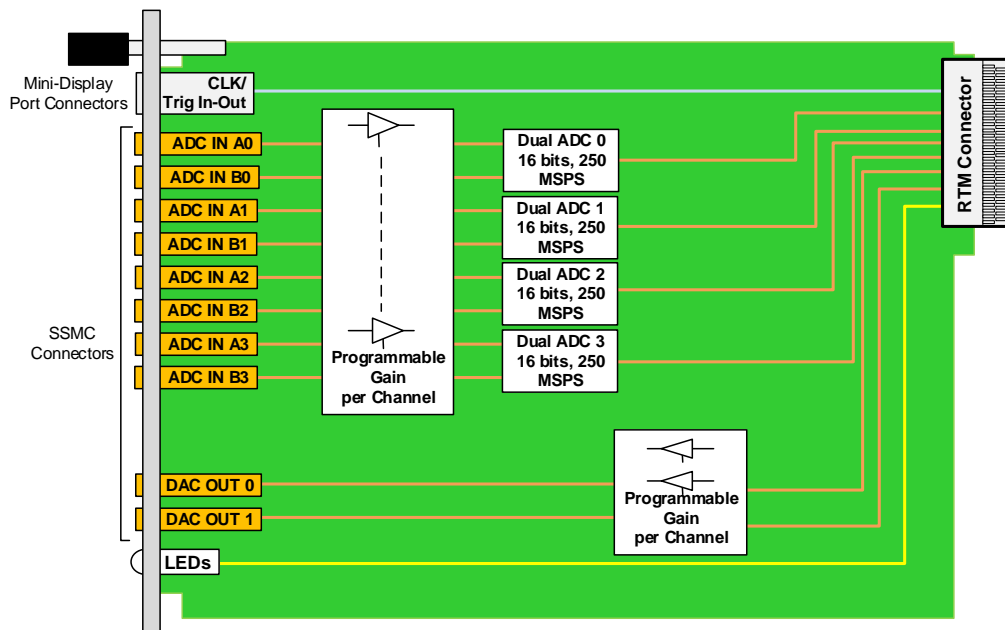 Mini-Display
Port Connectors
CLK/
Trig In-Out
ADC IN A0
ADC IN B0
ADC IN A1
ADC IN B1
ADC IN A2
ADC IN B2
ADC IN A3
ADC IN B3
SSMC
Connectors
Programmable
Gain
per Channel
Dual ADC 0
16 bits, 250
MSPS
Dual ADC 1
16 bits, 250
MSPS
Dual ADC 2
16 bits, 250
MSPS
Dual ADC 3
16 bits, 250
MSPS
RTM Connector
DAC OUT 0
DAC OUT 1
Programmable
Gain
per Channel
LEDs